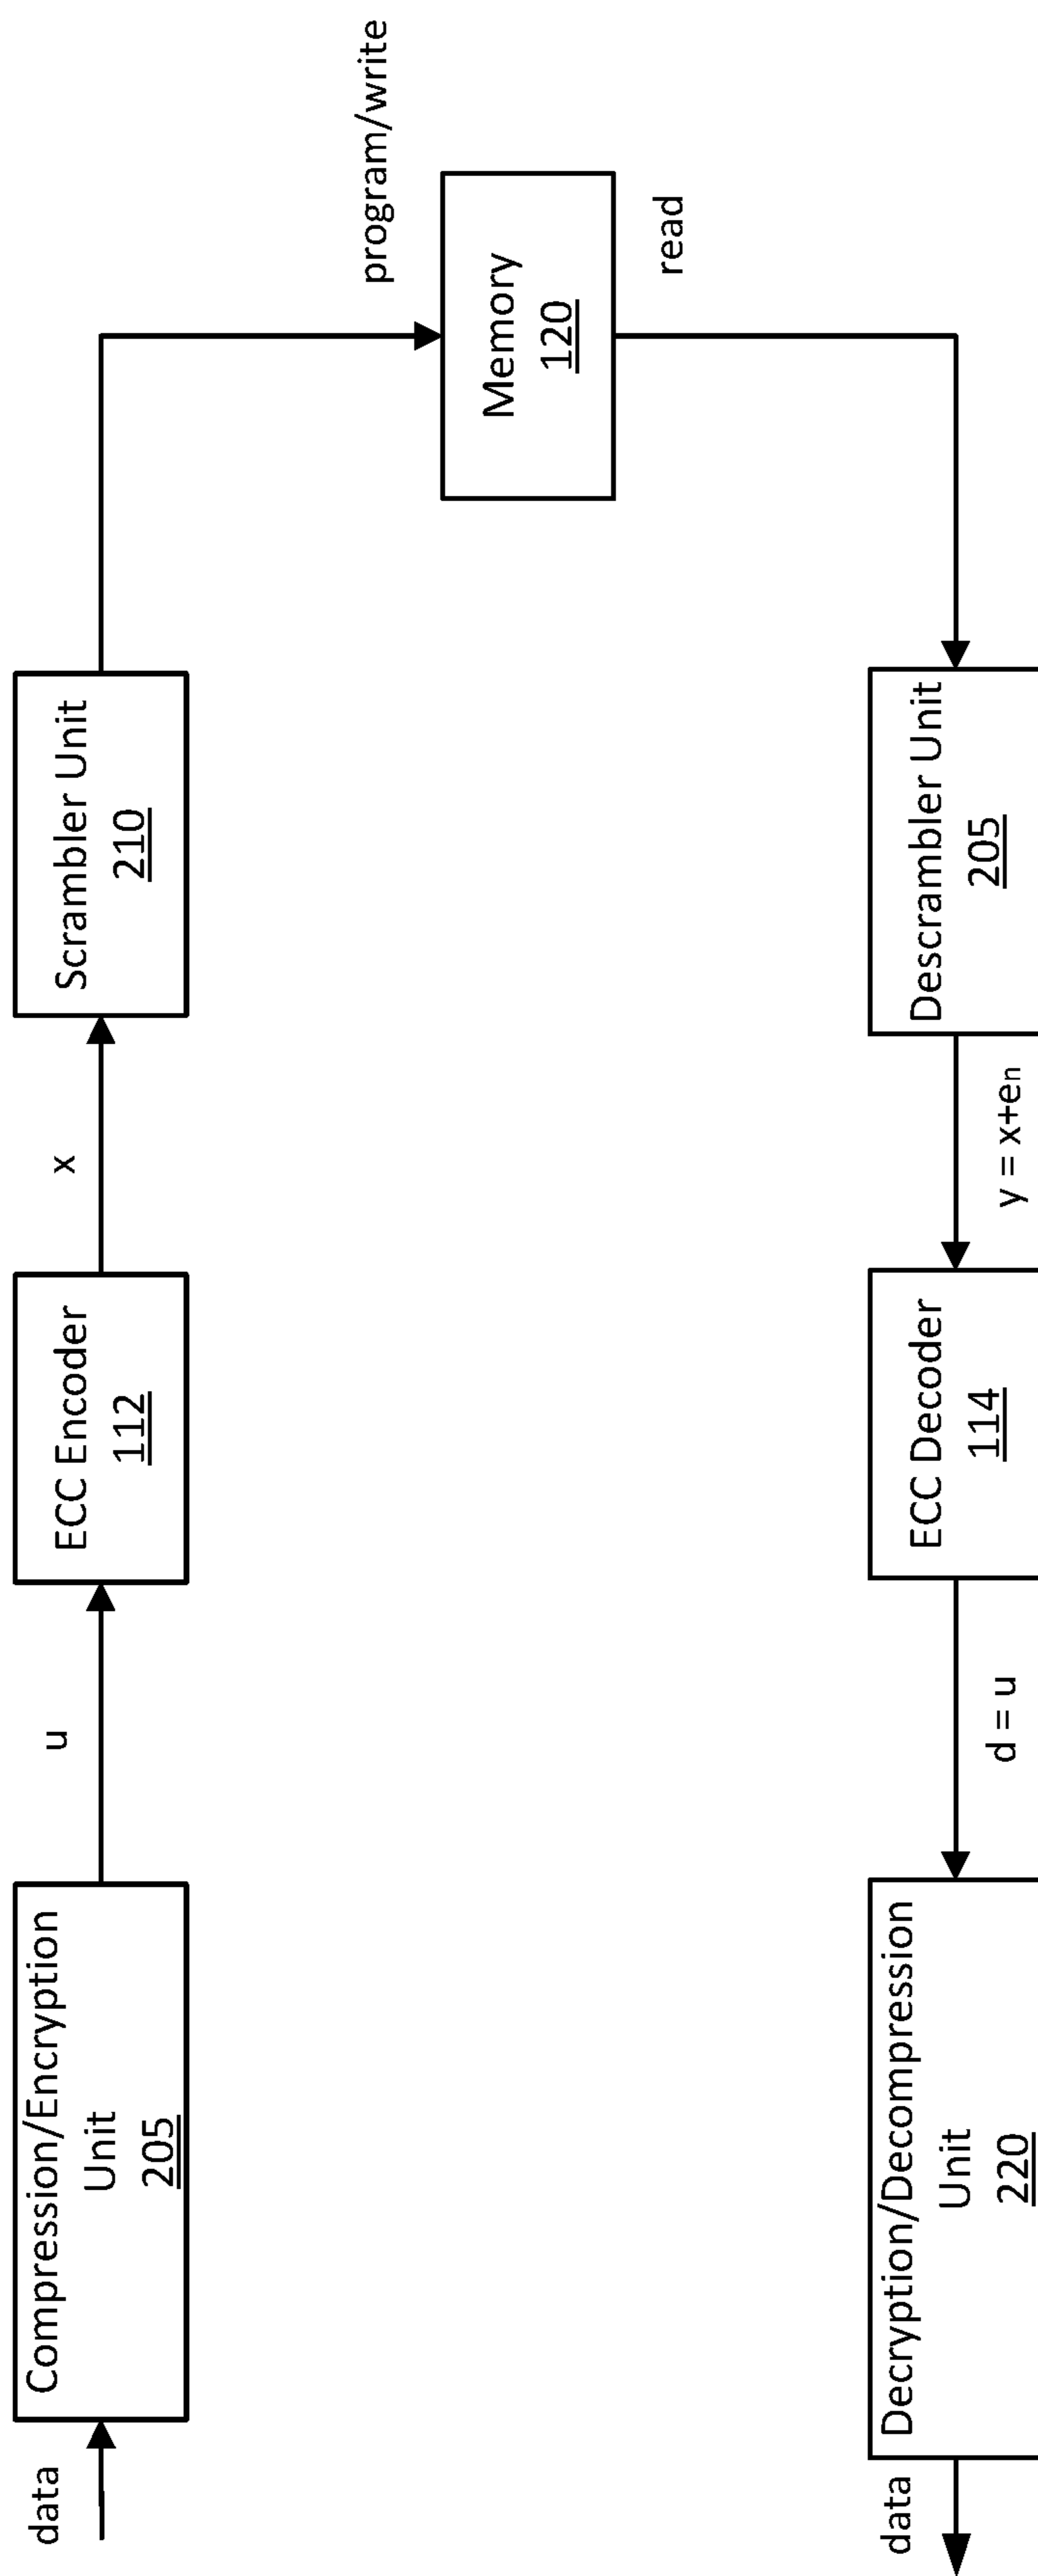 data
Compression/Encryption
Unit
205
u
ECC Encoder
112
x
Scrambler Unit
210
program/write
Memory
120
read
Descrambler Unit
205
y = x+en
ECC Decoder
114
d = u
Decryption/Decompression
Unit
220
data